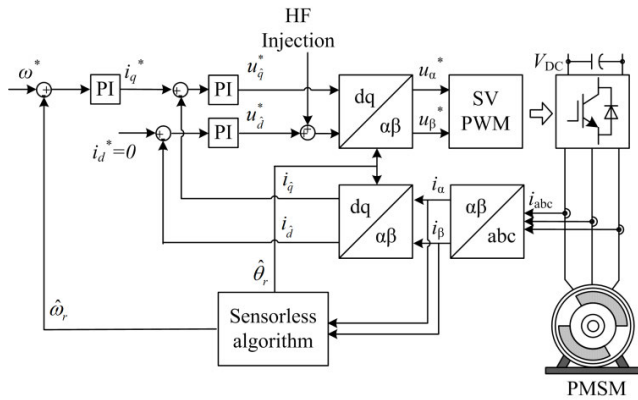 HF
Injection
ω*
PI
i_q*
PI
u_q̂*
dq
αβ
u_α*
u_β*
SV
PWM
V_DC
PI
u_d̂*
i_d*=0
i_q̂
i_d̂
dq
αβ
i_α
i_β
αβ
abc
i_abc
θ̂_r
ω̂_r
Sensorless
algorithm
PMSM